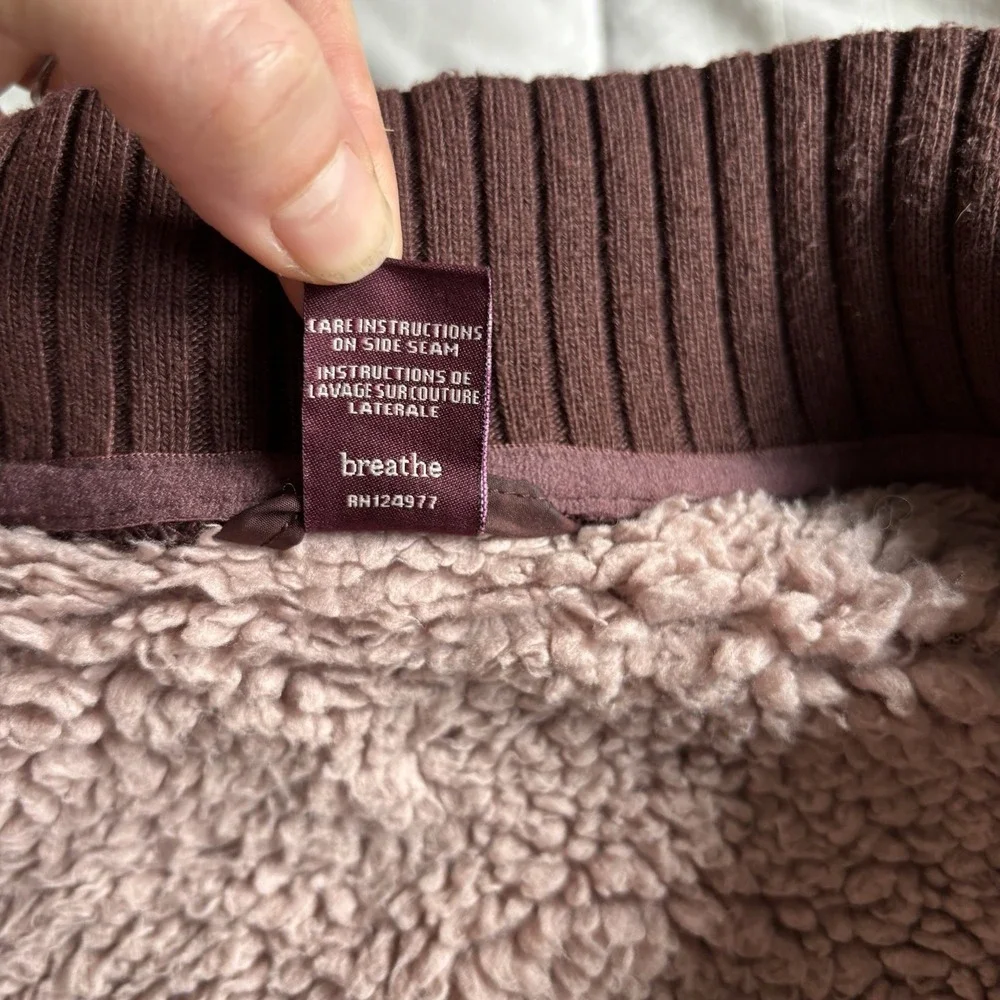 CARE INSTRUCTIONS
ON SIDE SEAM
INSTRUCTIONS DE
LAVAGE SUR COUTURE
LATERALE
breathe
RN124977